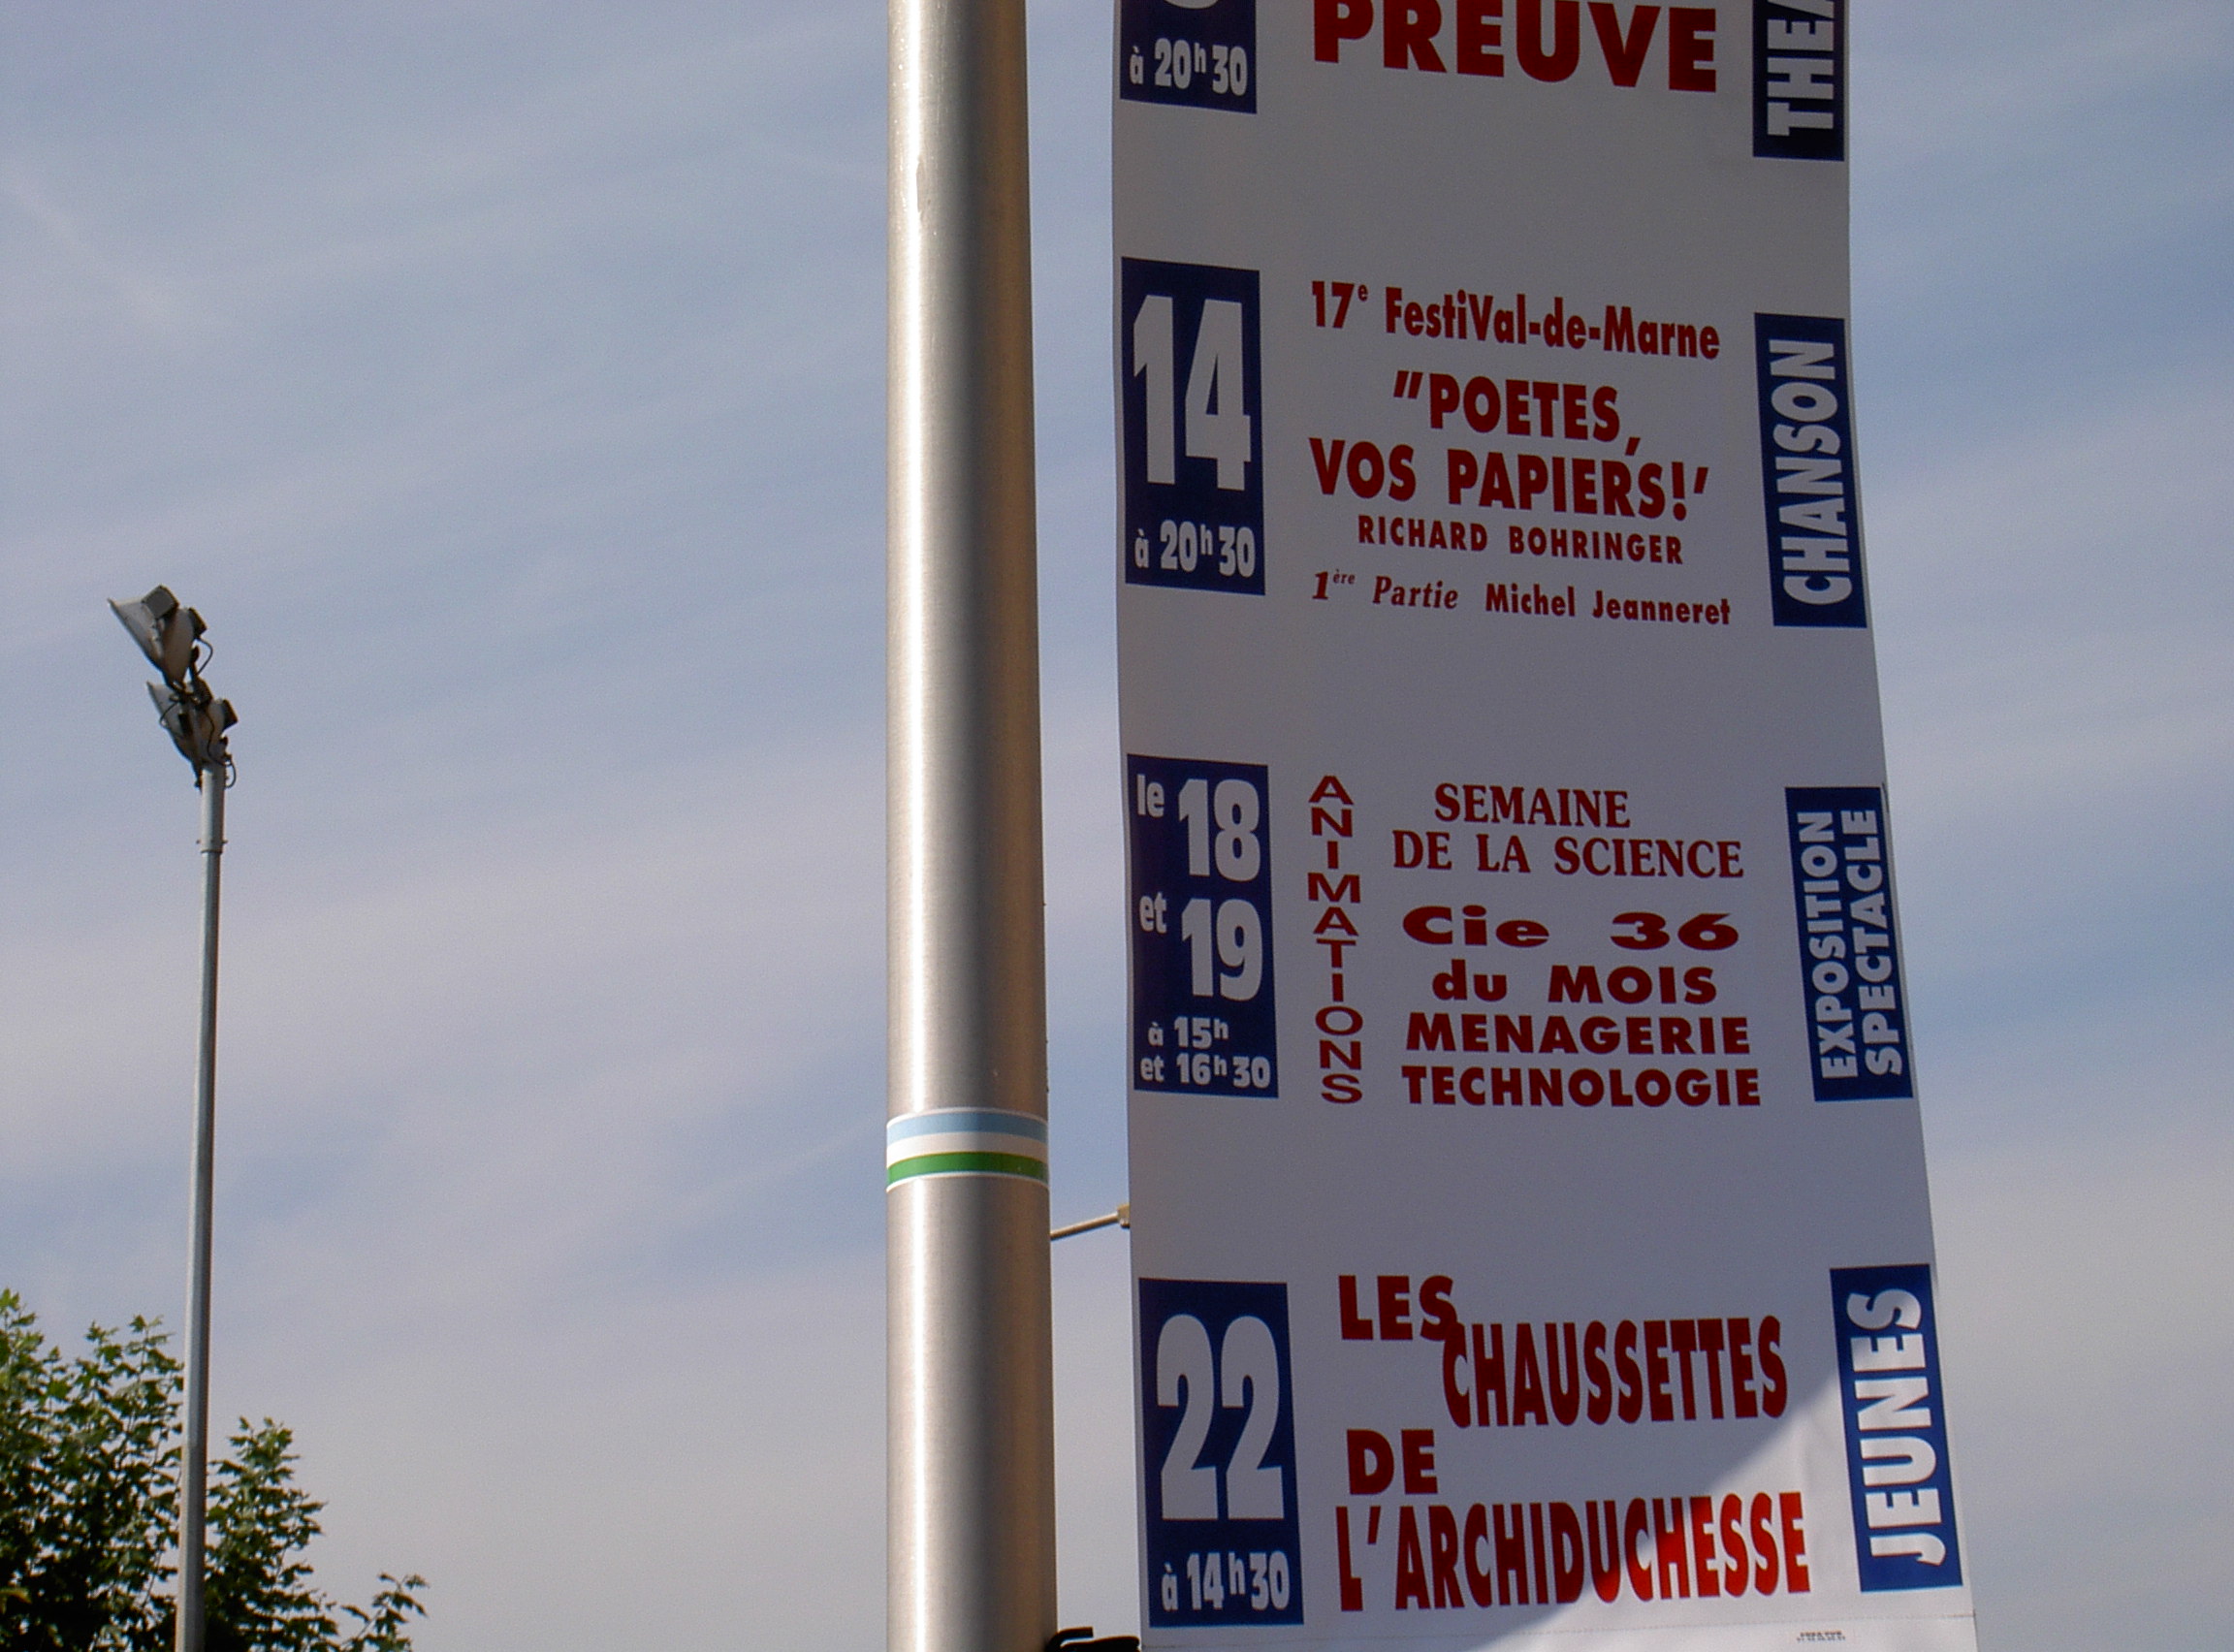 à 20h30
PREUVE
THEA
14
à 20h30
17e FestiVal-de-Marne
"POETES,
VOS PAPIERS!"
RICHARD BOHRINGER
1ère Partie Michel Jeanneret
CHANSON
le 18
et 19
à 15h
et 16h30
ANIMATIONS
SEMAINE
DE LA SCIENCE
Cie 36
du MOIS
MENAGERIE
TECHNOLOGIE
EXPOSITION
SPECTACLE
22
à 14h30
LES
CHAUSSETTES
DE
L'ARCHIDUCHESSE
JEUNES